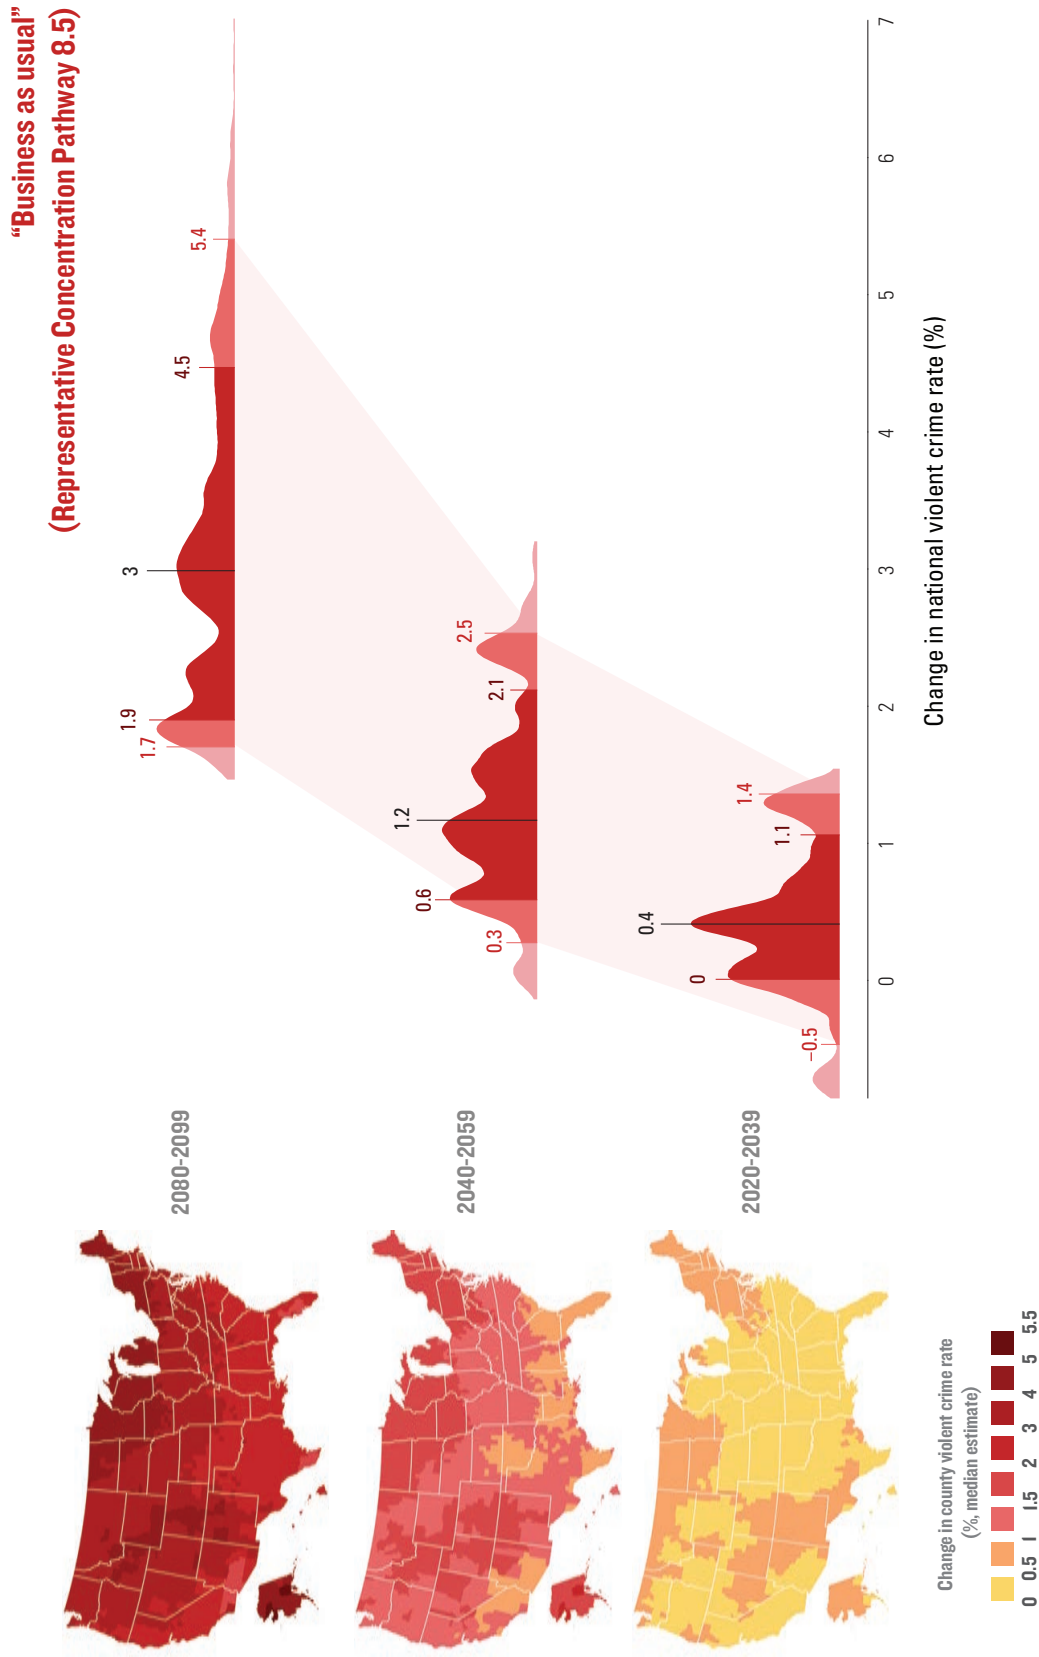 “Business as usual”
(Representative Concentration Pathway 8.5)
2080-2099
1.7
1.9
3
4.5
5.4
2040-2059
0.3
0.6
1.2
2.1
2.5
2020-2039
−0.5
0
0.4
1.1
1.4
0 1 2 3 4 5 6 7
Change in national violent crime rate (%)
Change in county violent crime rate
(%, median estimate)
0 0.5 1 1.5 2 3 4 5 5.5